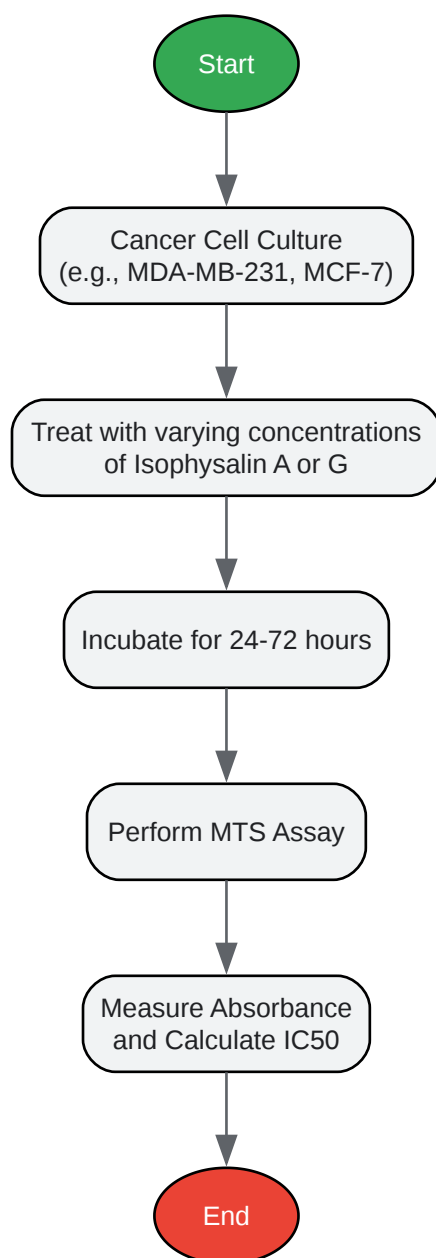 Start
Cancer Cell Culture
(e.g., MDA-MB-231, MCF-7)
Treat with varying concentrations
of Isophysalin A or G
Incubate for 24-72 hours
Perform MTS Assay
Measure Absorbance
and Calculate IC50
End